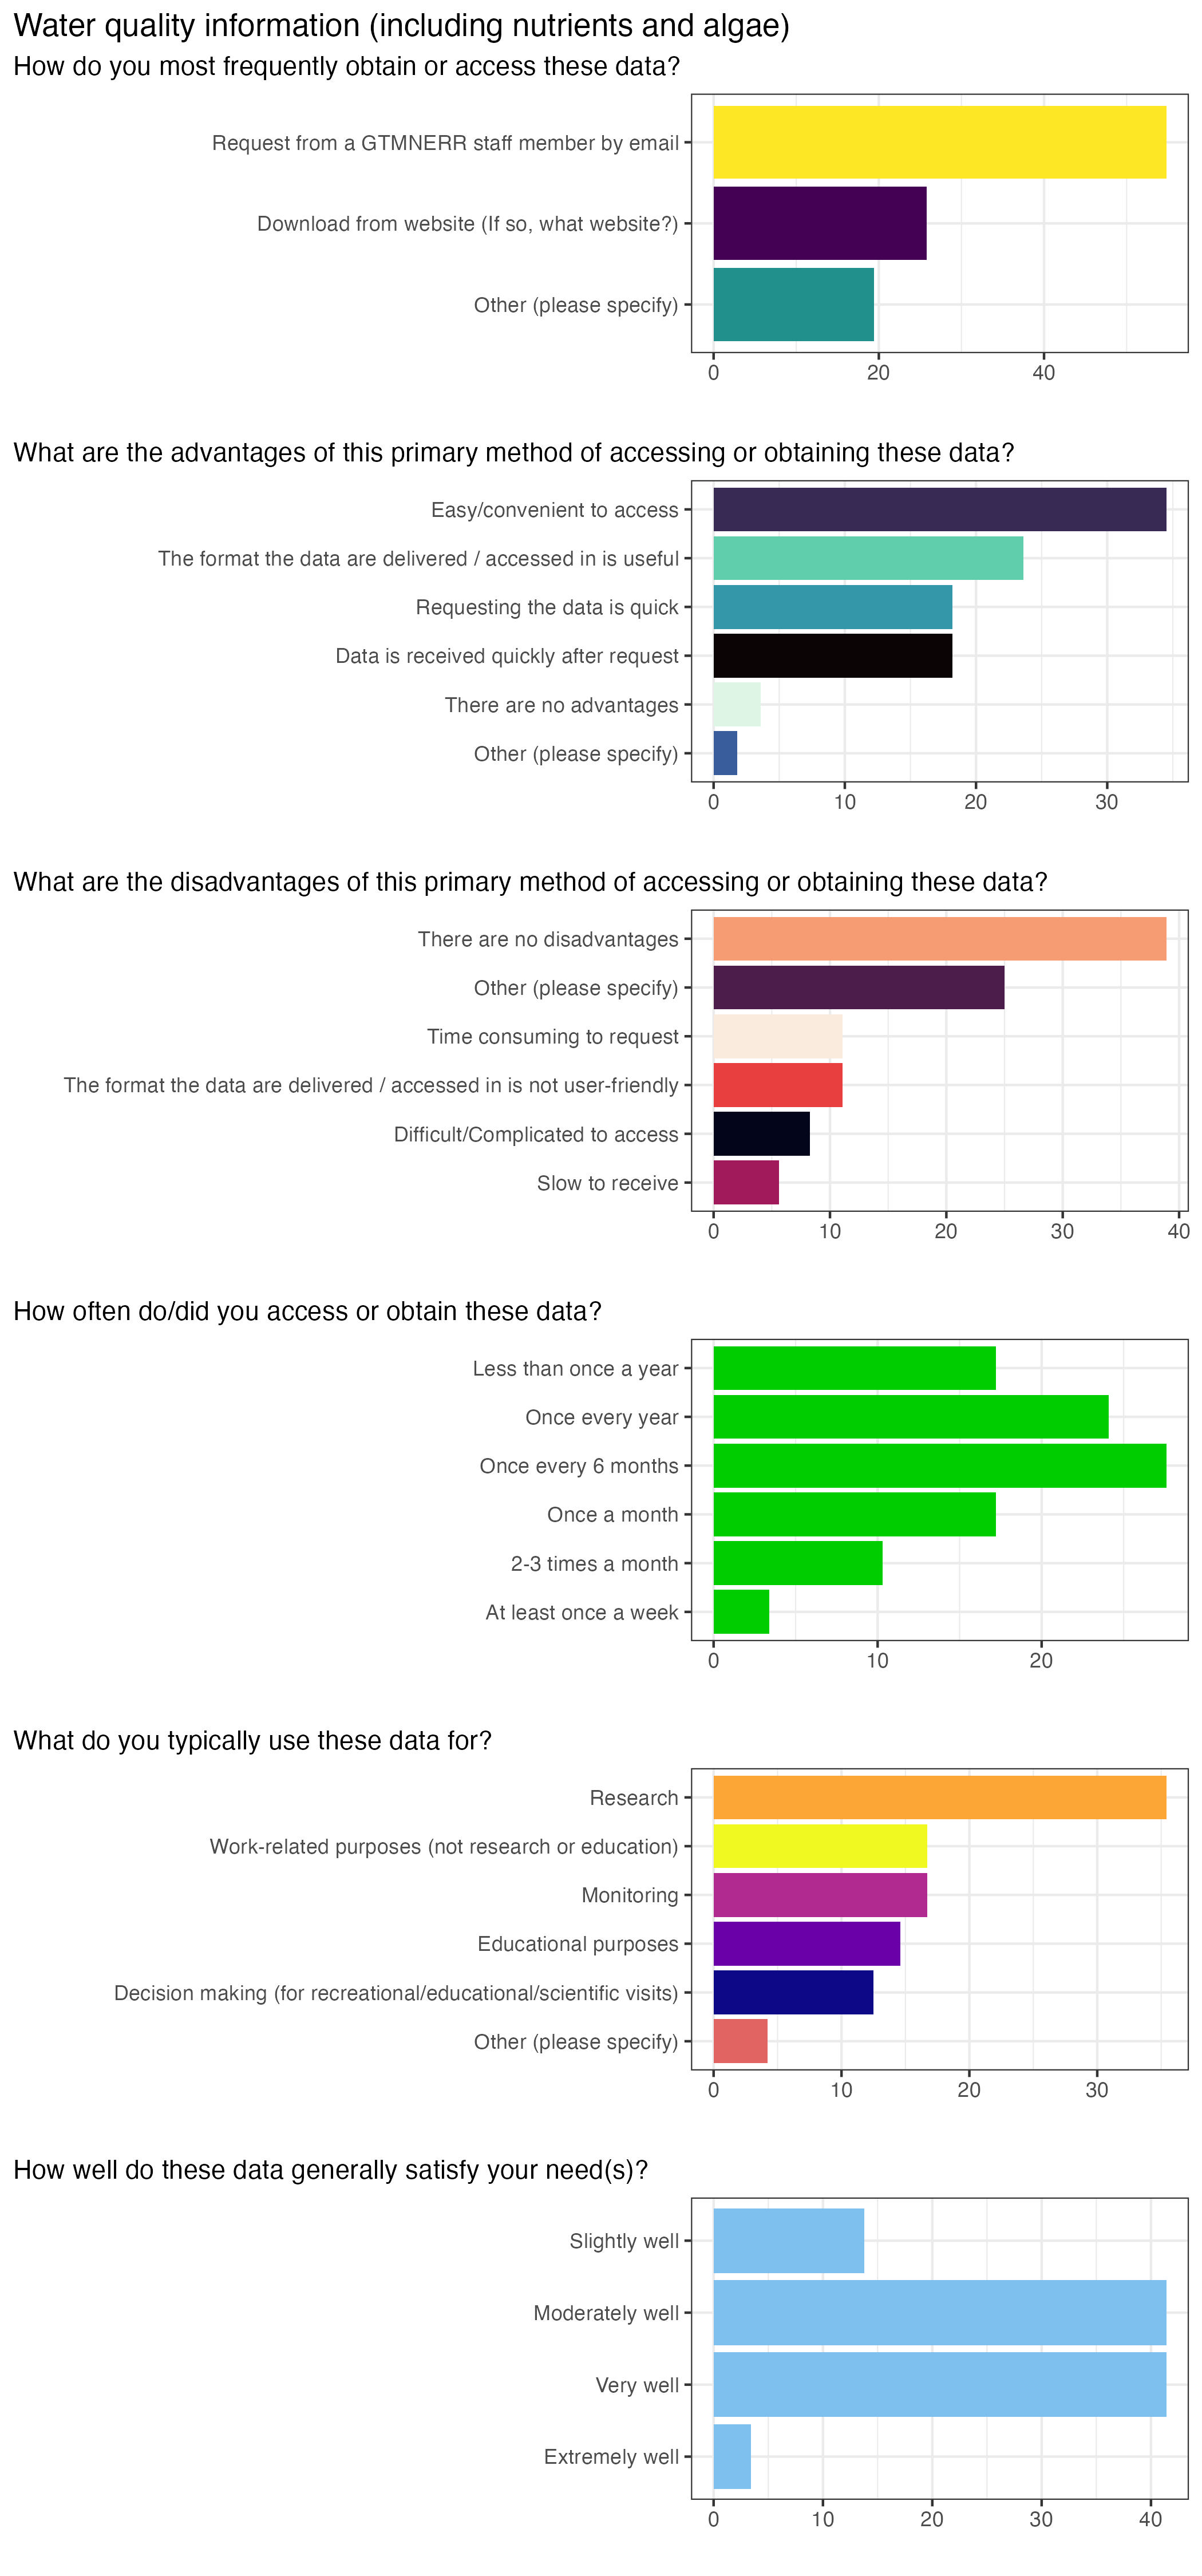 Water quality information (including nutrients and algae)
How do you most frequently obtain or access these data?
Request from a GTMNERR staff member by email
Download from website (If so, what website?)
Other (please specify)
0 20 40
What are the advantages of this primary method of accessing or obtaining these data?
Easy/convenient to access
The format the data are delivered / accessed in is useful
Requesting the data is quick
Data is received quickly after request
There are no advantages
Other (please specify)
0 10 20 30
What are the disadvantages of this primary method of accessing or obtaining these data?
There are no disadvantages
Other (please specify)
Time consuming to request
The format the data are delivered / accessed in is not user-friendly
Difficult/Complicated to access
Slow to receive
0 10 20 30 40
How often do/did you access or obtain these data?
Less than once a year
Once every year
Once every 6 months
Once a month
2-3 times a month
At least once a week
0 10 20
What do you typically use these data for?
Research
Work-related purposes (not research or education)
Monitoring
Educational purposes
Decision making (for recreational/educational/scientific visits)
Other (please specify)
0 10 20 30
How well do these data generally satisfy your need(s)?
Slightly well
Moderately well
Very well
Extremely well
0 10 20 30 40